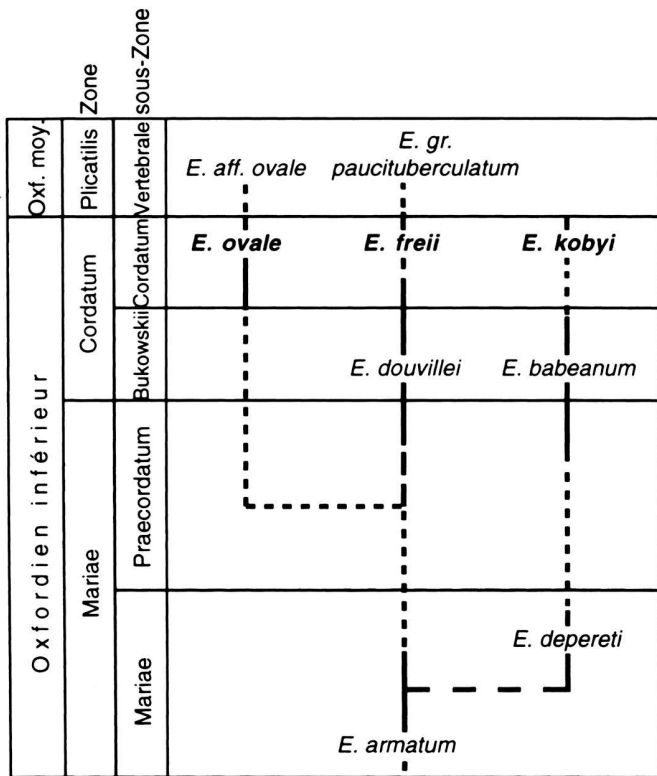 Zone
sous-Zone
Oxf. moy.
Plicatilis
Vertebrale
E. aff. ovale
E. gr.
paucituberculatum
Oxfordien inférieur
Cordatum
Cordatum
E. ovale
E. freii
E. kobyi
Bukowskii
E. douvillei
E. babeanum
Mariae
Praecordatum
Mariae
E. depereti
E. armatum